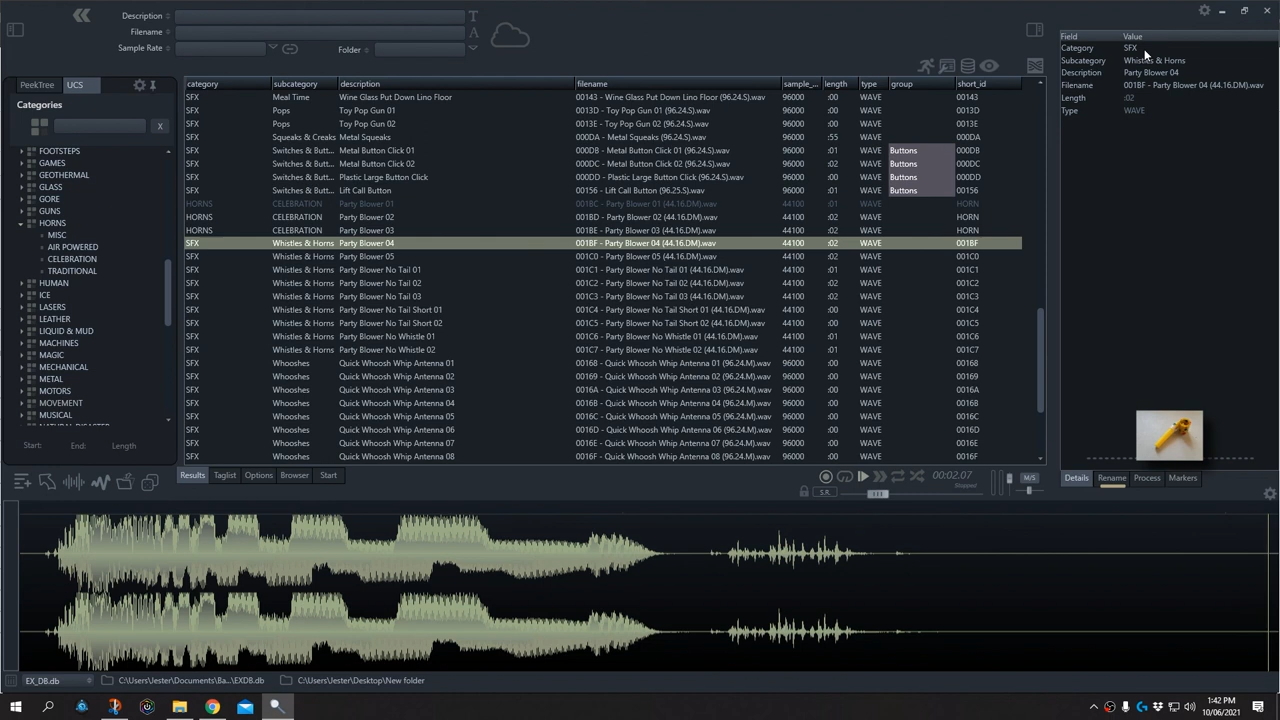 Description
Filename
Sample Rate
Folder
T
A
PeekTree UCS
Categories
X
FOOTSTEPS
GAMES
GEOTHERMAL
GLASS
GORE
GUNS
HORNS
MISC
AIR POWERED
CELEBRATION
TRADITIONAL
HUMAN
ICE
LASERS
LEATHER
LIQUID & MUD
MACHINES
MAGIC
MECHANICAL
METAL
MOTORS
MOVEMENT
MUSICAL
NATURAL DISASTER
Start: End: Length
category subcategory description filename sample_... length type group short_id
SFX Meal Time Wine Glass Put Down Lino Floor 00143 - Wine Glass Put Down Lino Floor (96.24.S).wav 96000 :00 WAVE 00143
SFX Pops Toy Pop Gun 01 0013D - Toy Pop Gun 01 (96.24.S).wav 96000 :00 WAVE 0013D
SFX Pops Toy Pop Gun 02 0013E - Toy Pop Gun 02 (96.24.S).wav 96000 :00 WAVE 0013E
SFX Squeaks & Creaks Metal Squeaks 000DA - Metal Squeaks (96.24.S).wav 96000 :55 WAVE 000DA
SFX Switches & Butt... Metal Button Click 01 000DB - Metal Button Click 01 (96.24.S).wav 96000 :01 WAVE Buttons 000DB
SFX Switches & Butt... Metal Button Click 02 000DC - Metal Button Click 02 (96.24.S).wav 96000 :01 WAVE Buttons 000DC
SFX Switches & Butt... Plastic Large Button Click 000DD - Plastic Large Button Click (96.24.S).wav 96000 :01 WAVE Buttons 000DD
SFX Switches & Butt... Lift Call Button 00156 - Lift Call Button (96.25.S).wav 96000 :01 WAVE Buttons 00156
HORNS CELEBRATION Party Blower 01 001BC - Party Blower 01 (44.16.DM).wav 44100 :01 WAVE HORN
HORNS CELEBRATION Party Blower 02 001BD - Party Blower 02 (44.16.DM).wav 44100 :02 WAVE HORN
HORNS CELEBRATION Party Blower 03 001BE - Party Blower 03 (44.16.DM).wav 44100 :01 WAVE HORN
SFX Whistles & Horns Party Blower 04 001BF - Party Blower 04 (44.16.DM).wav 44100 :02 WAVE 001BF
SFX Whistles & Horns Party Blower 05 001C0 - Party Blower 05 (44.16.DM).wav 44100 :02 WAVE 001C0
SFX Whistles & Horns Party Blower No Tail 01 001C1 - Party Blower No Tail 01 (44.16.DM).wav 44100 :02 WAVE 001C1
SFX Whistles & Horns Party Blower No Tail 02 001C2 - Party Blower No Tail 02 (44.16.DM).wav 44100 :00 WAVE 001C2
SFX Whistles & Horns Party Blower No Tail 03 001C3 - Party Blower No Tail 03 (44.16.DM).wav 44100 :00 WAVE 001C3
SFX Whistles & Horns Party Blower No Tail Short 01 001C4 - Party Blower No Tail Short 01 (44.16.DM).wav 44100 :00 WAVE 001C4
SFX Whistles & Horns Party Blower No Tail Short 02 001C5 - Party Blower No Tail Short 02 (44.16.DM).wav 44100 :00 WAVE 001C5
SFX Whistles & Horns Party Blower No Whistle 01 001C6 - Party Blower No Whistle 01 (44.16.DM).wav 44100 :01 WAVE 001C6
SFX Whistles & Horns Party Blower No Whistle 02 001C7 - Party Blower No Whistle 02 (44.16.DM).wav 44100 :00 WAVE 001C7
SFX Whooshes Quick Whoosh Whip Antenna 01 00168 - Quick Whoosh Whip Antenna 01 (96.24.M).wav 96000 :00 WAVE 00168
SFX Whooshes Quick Whoosh Whip Antenna 02 00169 - Quick Whoosh Whip Antenna 02 (96.24.M).wav 96000 :00 WAVE 00169
SFX Whooshes Quick Whoosh Whip Antenna 03 0016A - Quick Whoosh Whip Antenna 03 (96.24.M).wav 96000 :00 WAVE 0016A
SFX Whooshes Quick Whoosh Whip Antenna 04 0016B - Quick Whoosh Whip Antenna 04 (96.24.M).wav 96000 :00 WAVE 0016B
SFX Whooshes Quick Whoosh Whip Antenna 05 0016C - Quick Whoosh Whip Antenna 05 (96.24.M).wav 96000 :00 WAVE 0016C
SFX Whooshes Quick Whoosh Whip Antenna 06 0016D - Quick Whoosh Whip Antenna 06 (96.24.M).wav 96000 :00 WAVE 0016D
SFX Whooshes Quick Whoosh Whip Antenna 07 0016E - Quick Whoosh Whip Antenna 07 (96.24.M).wav 96000 :00 WAVE 0016E
SFX Whooshes Quick Whoosh Whip Antenna 08 0016F - Quick Whoosh Whip Antenna 08 (96.24.M).wav 96000 :00 WAVE 0016F
Results Taglist Options Browser Start
00:02.07
Stopped
S.R.
M/S
Field Value
Category SFX
Subcategory Whistles & Horns
Description Party Blower 04
Filename 001BF - Party Blower 04 (44.16.DM).wav
Length :02
Type WAVE
Details Rename Process Markers
EX_DB.db C:\Users\Jester\Documents\Ba...\EXDB.db C:\Users\Jester\Desktop\New folder
1:42 PM
10/06/2021